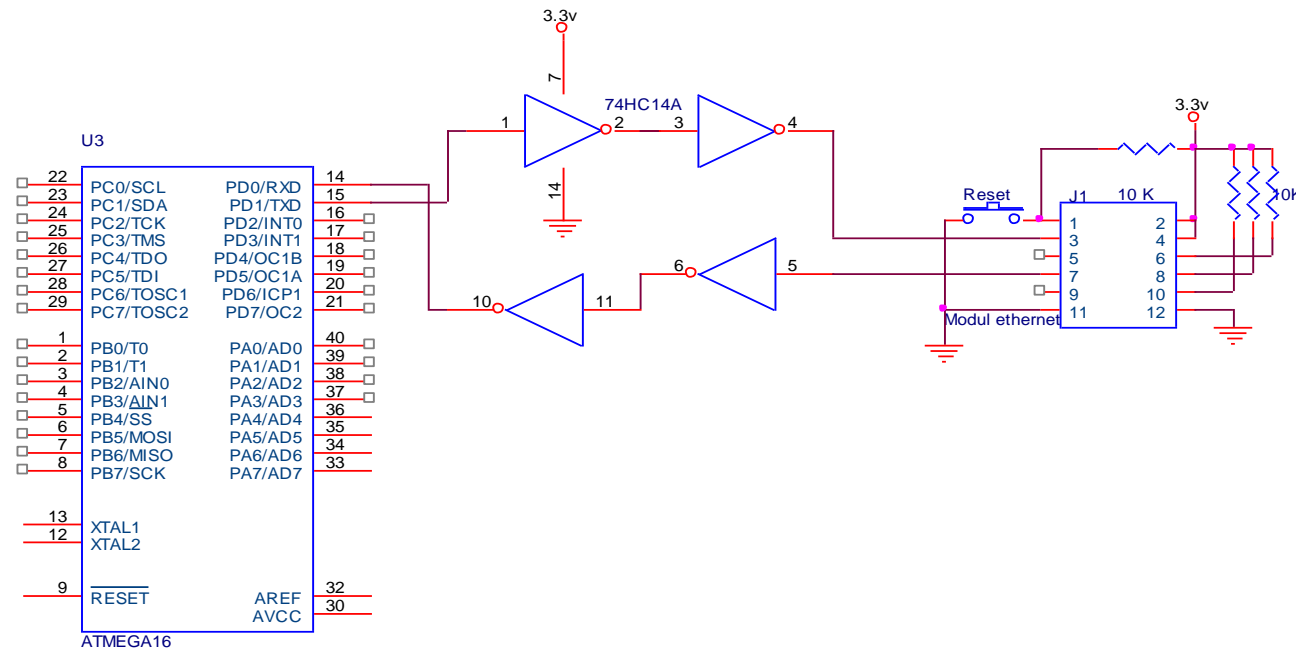 3.3v
7
74HC14A
1
2
3
4
14
3.3v
U3
22 PC0/SCL PD0/RXD 14
23 PC1/SDA PD1/TXD 15
24 PC2/TCK PD2/INT0 16
25 PC3/TMS PD3/INT1 17
26 PC4/TDO PD4/OC1B 18
27 PC5/TDI PD5/OC1A 19
28 PC6/TOSC1 PD6/ICP1 20
29 PC7/TOSC2 PD7/OC2 21
1 PB0/T0 PA0/AD0 40
2 PB1/T1 PA1/AD1 39
3 PB2/AIN0 PA2/AD2 38
4 PB3/AIN1 PA3/AD3 37
5 PB4/SS PA4/AD4 36
6 PB5/MOSI PA5/AD5 35
7 PB6/MISO PA6/AD6 34
8 PB7/SCK PA7/AD7 33
13 XTAL1
12 XTAL2
9 RESET AREF 32
AVCC 30
ATMEGA16
6
5
10
11
Reset
J1
10 K
10K
1 2
3 4
5 6
7 8
9 10
11 12
Modul ethernet